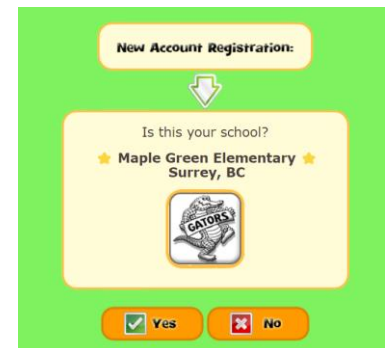 New Account Registration:
Is this your school?
Maple Green Elementary
Surrey, BC
GATORS
Yes
No